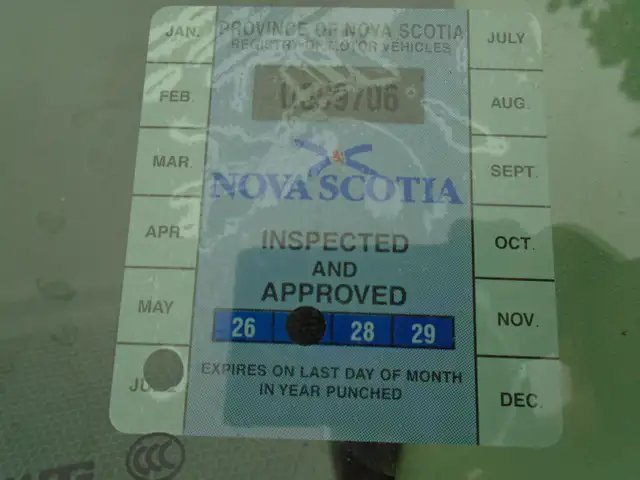 PROVINCE OF NOVA SCOTIA
REGISTRY OF MOTOR VEHICLES
JAN.
FEB.
MAR.
APR.
MAY
JULY
AUG.
SEPT.
OCT.
NOV.
DEC.
NOVA SCOTIA
INSPECTED
AND
APPROVED
26 28 29
EXPIRES ON LAST DAY OF MONTH
IN YEAR PUNCHED